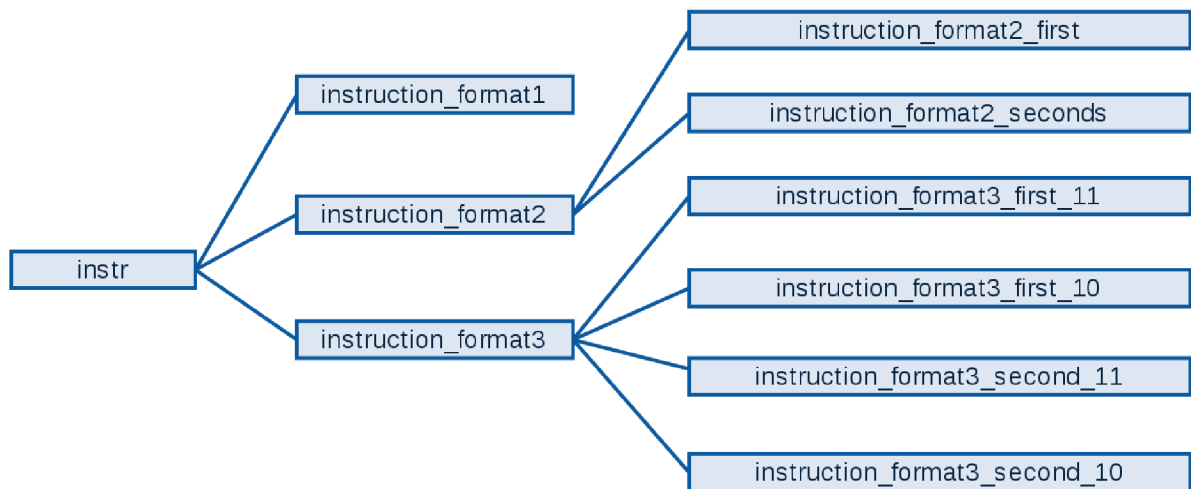 instr
instruction_format1
instruction_format2
instruction_format3
instruction_format2_first
instruction_format2_seconds
instruction_format3_first_11
instruction_format3_first_10
instruction_format3_second_11
instruction_format3_second_10